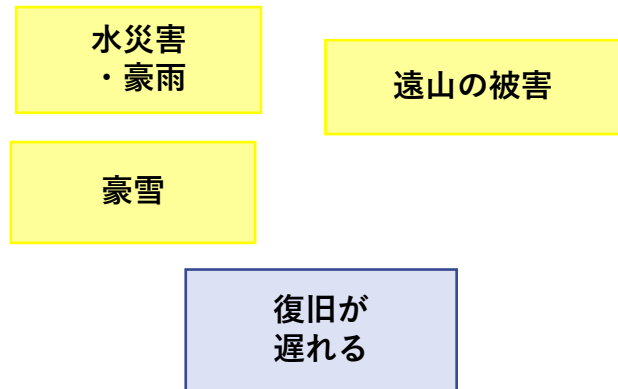 水災害
・豪雨
遠山の被害
豪雪
復旧が
遅れる